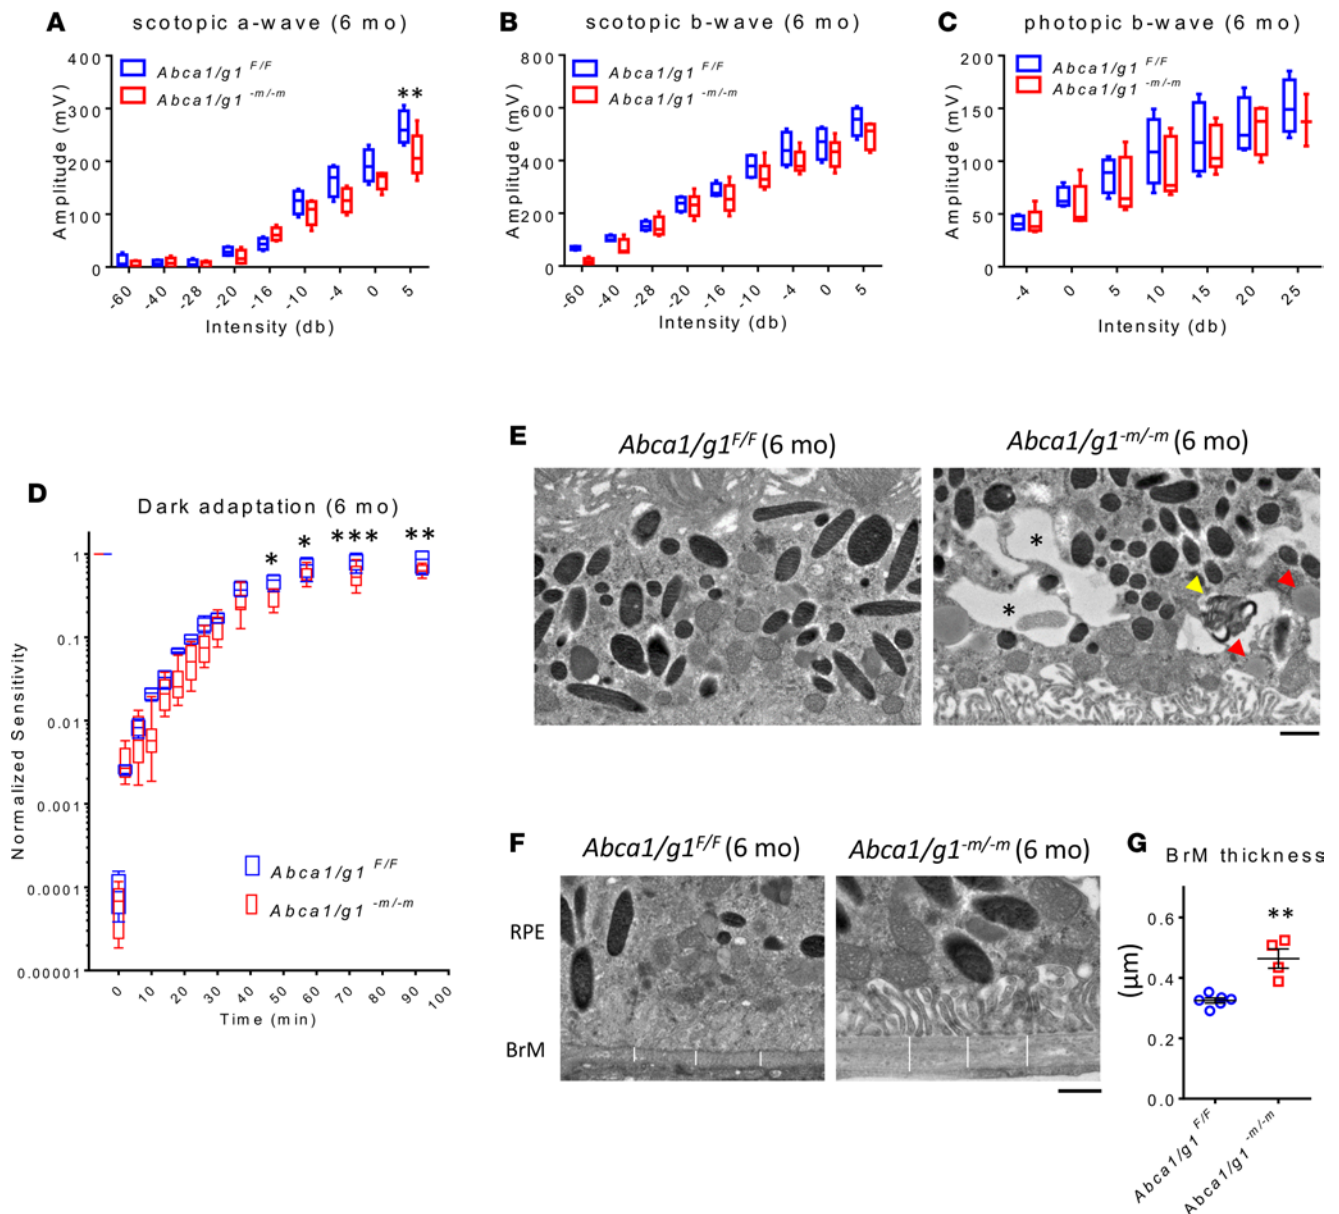 A scotopic a-wave (6 mo)
Amplitude (mV)
400
300
200
100
0
Abca1/g1 F/F
Abca1/g1 -m/-m
**
-60 -40 -28 -20 -16 -10 -4 0 5
Intensity (db)
B scotopic b-wave (6 mo)
Amplitude (mV)
800
600
400
200
0
Abca1/g1 F/F
Abca1/g1 -m/-m
-60 -40 -28 -20 -16 -10 -4 0 5
Intensity (db)
C photopic b-wave (6 mo)
Amplitude (mV)
200
150
100
50
0
Abca1/g1 F/F
Abca1/g1 -m/-m
-4 0 5 10 15 20 25
Intensity (db)
D
Dark adaptation (6 mo)
Normalized Sensitivity
1
0.1
0.01
0.001
0.0001
0.00001
* * *** **
Abca1/g1 F/F
Abca1/g1 -m/-m
0 10 20 30 40 50 60 70 80 90 100
Time (min)
E
Abca1/g1F/F (6 mo)
Abca1/g1-m/-m (6 mo)
*
*
F
Abca1/g1F/F (6 mo)
Abca1/g1-m/-m (6 mo)
RPE
BrM
G BrM thickness
(μm)
0.6
0.4
0.2
0.0
**
Abca1/g1 F/F
Abca1/g1 -m/-m